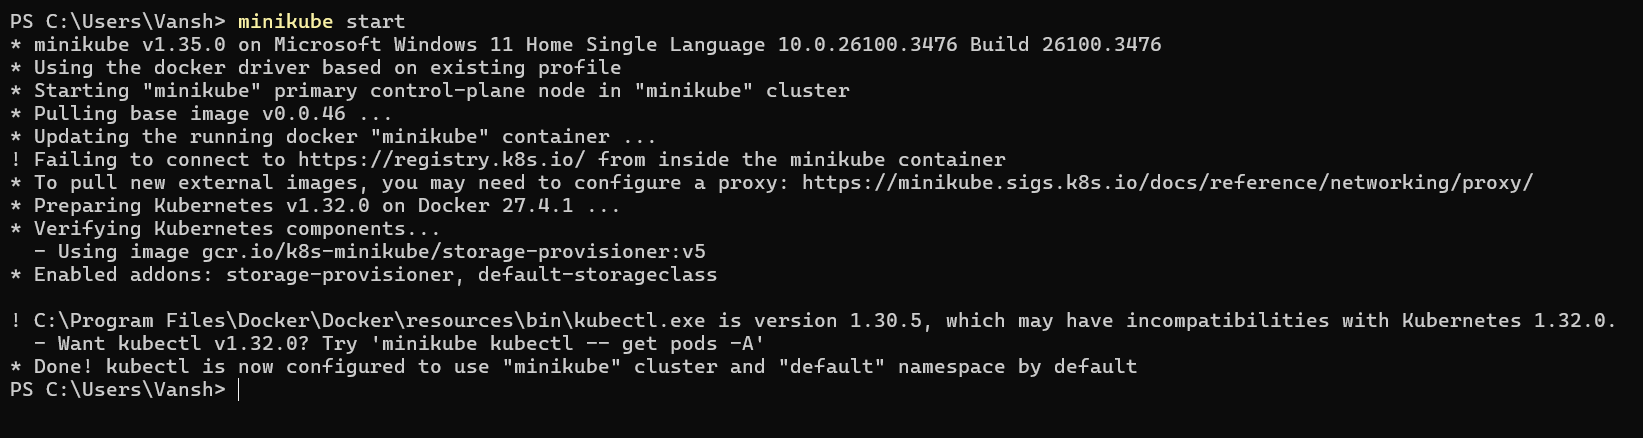 PS C:\Users\Vansh> minikube start
* minikube v1.35.0 on Microsoft Windows 11 Home Single Language 10.0.26100.3476 Build 26100.3476
* Using the docker driver based on existing profile
* Starting "minikube" primary control-plane node in "minikube" cluster
* Pulling base image v0.0.46 ...
* Updating the running docker "minikube" container ...
! Failing to connect to https://registry.k8s.io/ from inside the minikube container
* To pull new external images, you may need to configure a proxy: https://minikube.sigs.k8s.io/docs/reference/networking/proxy/
* Preparing Kubernetes v1.32.0 on Docker 27.4.1 ...
* Verifying Kubernetes components...
  - Using image gcr.io/k8s-minikube/storage-provisioner:v5
* Enabled addons: storage-provisioner, default-storageclass

! C:\Program Files\Docker\Docker\resources\bin\kubectl.exe is version 1.30.5, which may have incompatibilities with Kubernetes 1.32.0.
  - Want kubectl v1.32.0? Try 'minikube kubectl -- get pods -A'
* Done! kubectl is now configured to use "minikube" cluster and "default" namespace by default
PS C:\Users\Vansh>